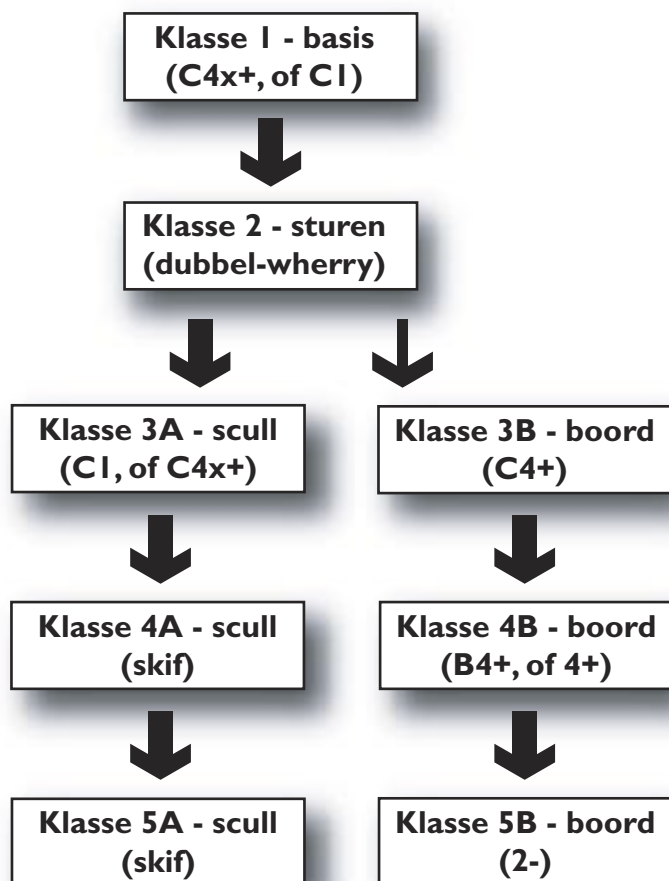 Klasse 1 - basis
(C4x+, of C1)
Klasse 2 - sturen
(dubbel-wherry)
Klasse 3A - scull
(C1, of C4x+)
Klasse 3B - boord
(C4+)
Klasse 4A - scull
(skif)
Klasse 4B - boord
(B4+, of 4+)
Klasse 5A - scull
(skif)
Klasse 5B - boord
(2-)